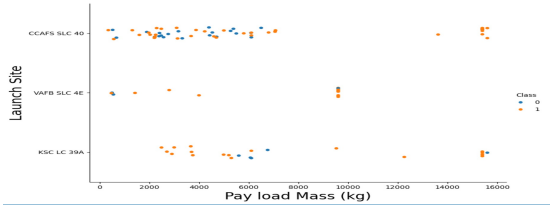 Launch Site
CCAFS SLC 40
VAFB SLC 4E
KSC LC 39A
Class
0
1
0 2000 4000 6000 8000 10000 12000 14000 16000
Pay load Mass (kg)